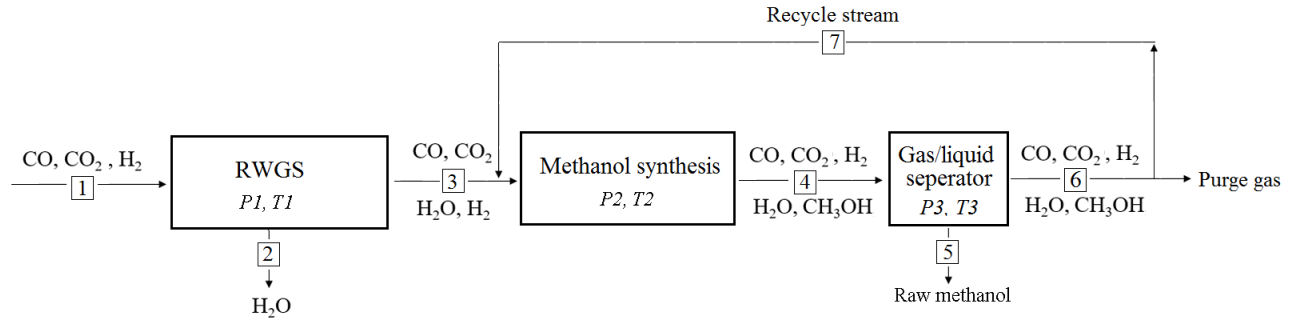 Recycle stream
7
CO, CO₂ , H₂
1
RWGS
P1, T1
2
H₂O
CO, CO₂
3
H₂O, H₂
Methanol synthesis
P2, T2
CO, CO₂ , H₂
4
H₂O, CH₃OH
Gas/liquid
seperator
P3, T3
5
Raw methanol
CO, CO₂ , H₂
6
H₂O, CH₃OH
Purge gas